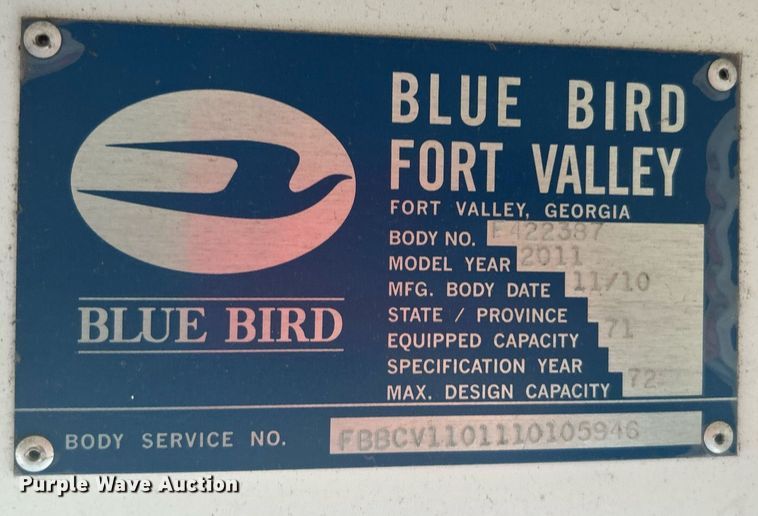 BLUE BIRD
FORT VALLEY
FORT VALLEY, GEORGIA
BODY NO. F422387
MODEL YEAR 2011
MFG. BODY DATE 11/10
STATE / PROVINCE
EQUIPPED CAPACITY 71
SPECIFICATION YEAR
MAX. DESIGN CAPACITY 72
BLUE BIRD
BODY SERVICE NO. FBBCV1101110105946
Purple Wave Auction